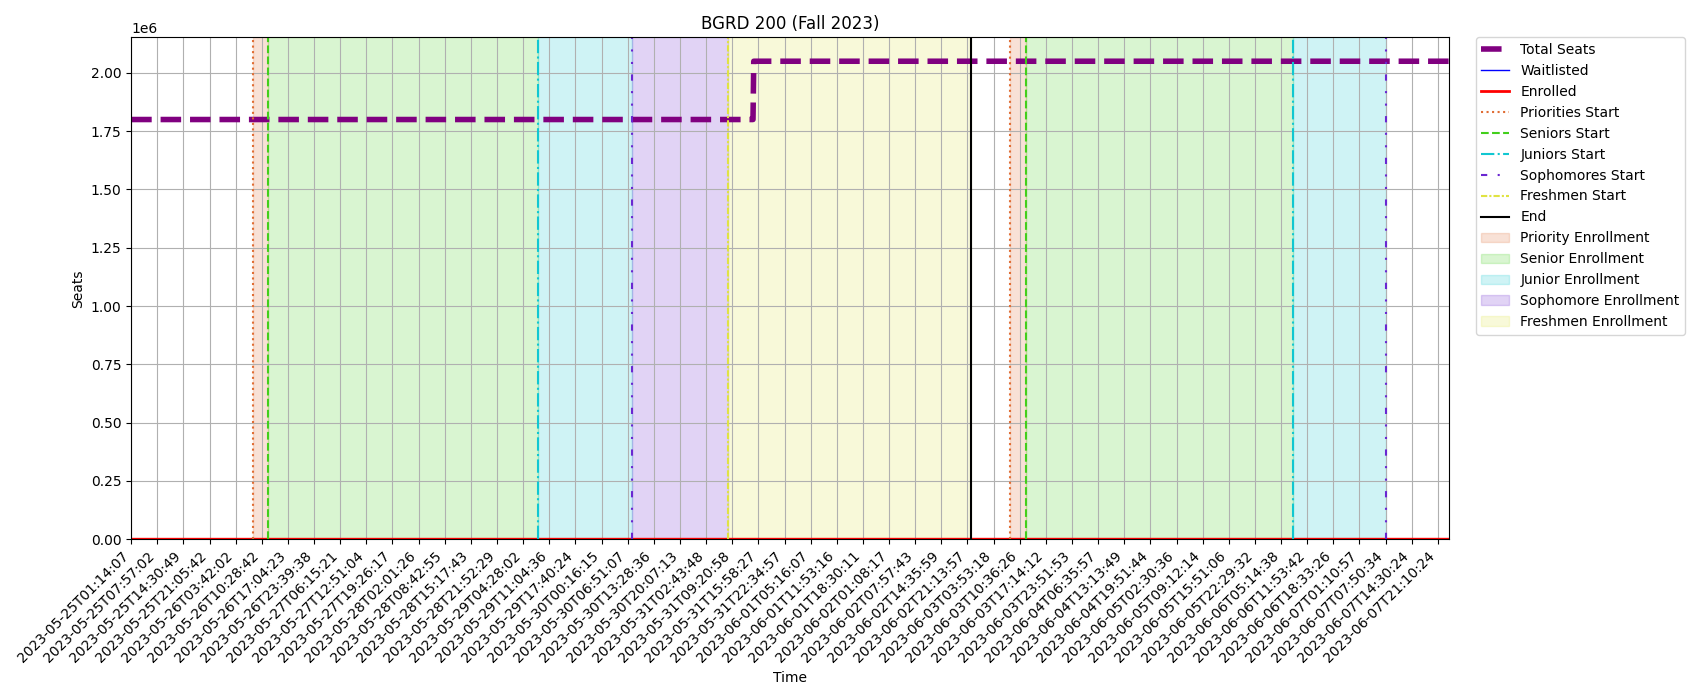 BGRD 200 (Fall 2023)
1e6
2.00
1.75
1.50
1.25
1.00
0.75
0.50
0.25
0.00
Seats
2023-05-25T01:14:07
2023-05-25T07:57:02
2023-05-25T14:30:49
2023-05-25T21:05:42
2023-05-26T03:42:02
2023-05-26T10:28:42
2023-05-26T17:04:23
2023-05-26T23:39:38
2023-05-27T06:15:21
2023-05-27T12:51:04
2023-05-27T19:26:17
2023-05-28T02:01:26
2023-05-28T08:42:55
2023-05-28T15:17:43
2023-05-28T21:52:29
2023-05-29T04:28:02
2023-05-29T11:04:36
2023-05-29T17:40:24
2023-05-30T00:16:15
2023-05-30T06:51:07
2023-05-30T13:28:36
2023-05-30T20:07:13
2023-05-31T02:43:48
2023-05-31T09:20:58
2023-05-31T15:58:27
2023-05-31T22:34:57
2023-06-01T05:16:07
2023-06-01T11:53:16
2023-06-01T18:30:11
2023-06-02T01:08:17
2023-06-02T07:57:43
2023-06-02T14:35:59
2023-06-02T21:13:57
2023-06-03T03:53:18
2023-06-03T10:36:26
2023-06-03T17:14:12
2023-06-03T23:51:53
2023-06-04T06:35:57
2023-06-04T13:13:49
2023-06-04T19:51:44
2023-06-05T02:30:36
2023-06-05T09:12:14
2023-06-05T15:51:06
2023-06-05T22:29:32
2023-06-06T05:14:38
2023-06-06T11:53:42
2023-06-06T18:33:26
2023-06-07T01:10:57
2023-06-07T07:50:34
2023-06-07T14:30:24
2023-06-07T21:10:24
Time
Total Seats
Waitlisted
Enrolled
Priorities Start
Seniors Start
Juniors Start
Sophomores Start
Freshmen Start
End
Priority Enrollment
Senior Enrollment
Junior Enrollment
Sophomore Enrollment
Freshmen Enrollment